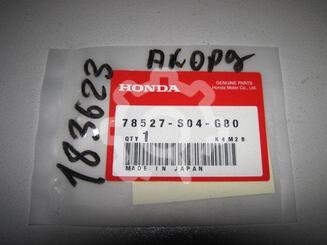 183623
Акорд
HONDA
GENUINE PARTS
Honda Motor Co., Ltd.
78527-S04-G80
QTY 1
K4M28
MADE IN JAPAN